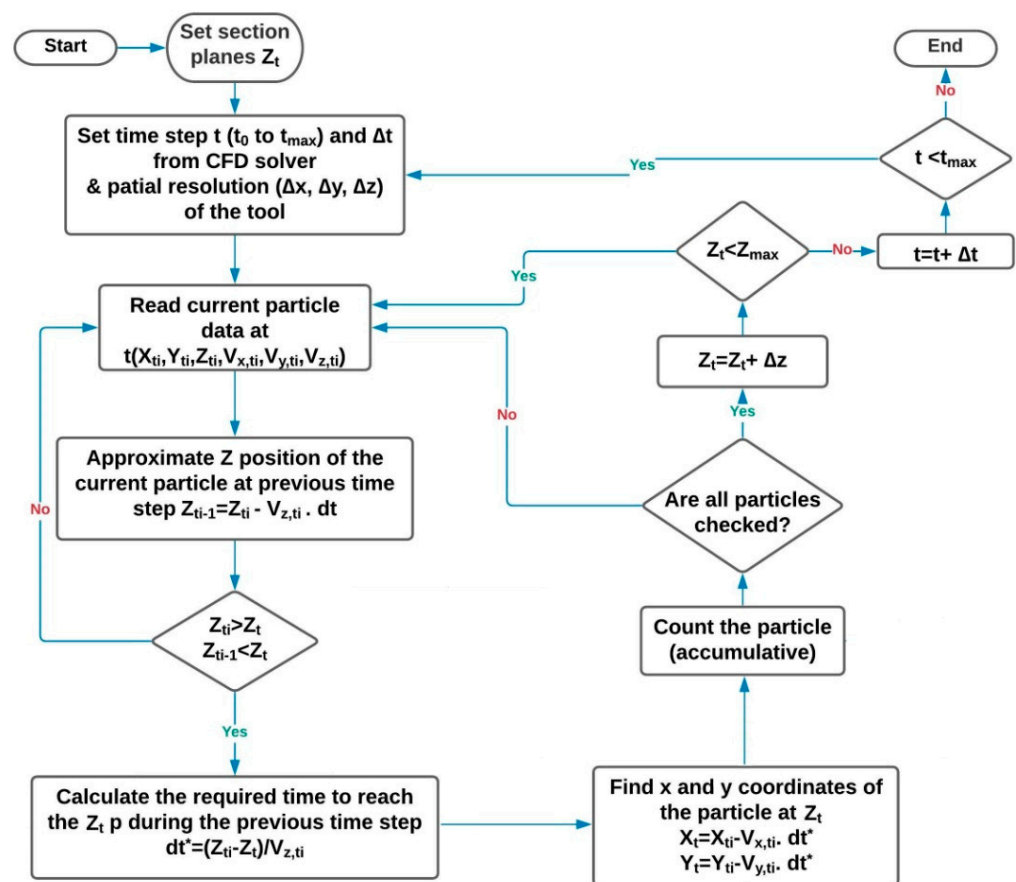 Start
Set section
planes Zₜ
Set time step t (t₀ to tₘₐₓ) and Δt
from CFD solver
& patial resolution (Δx, Δy, Δz)
of the tool
Read current particle
data at
t(Xₜᵢ,Yₜᵢ,Zₜᵢ,Vₓ,ₜᵢ,V_y,ₜᵢ,V_z,ₜᵢ)
Approximate Z position of the
current particle at previous time
step Zₜᵢ₋₁=Zₜᵢ - V_z,ₜᵢ . dt
No
Zₜᵢ>Zₜ
Zₜᵢ₋₁<Zₜ
Yes
Calculate the required time to reach
the Zₜ p during the previous time step
dt*=(Zₜᵢ-Zₜ)/V_z,ₜᵢ
Find x and y coordinates of
the particle at Zₜ
Xₜ=Xₜᵢ-Vₓ,ₜᵢ. dt*
Yₜ=Yₜᵢ-V_y,ₜᵢ. dt*
Count the particle
(accumulative)
Are all particles
checked?
No
Yes
Zₜ=Zₜ+ Δz
Zₜ<Zₘₐₓ
Yes
No
t=t+ Δt
t <tₘₐₓ
Yes
No
End